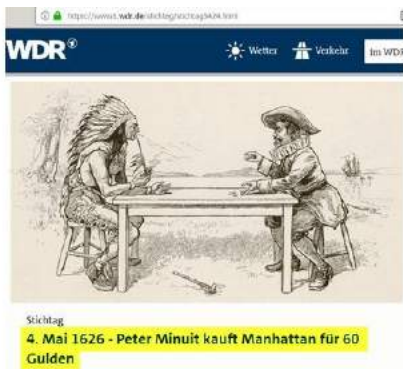 https://www1.wdr.de/stichtag/stichtag5424.html
WDR
Wetter
Verkehr
Im WDR
Stichtag
4. Mai 1626 - Peter Minuit kauft Manhattan für 60
Gulden